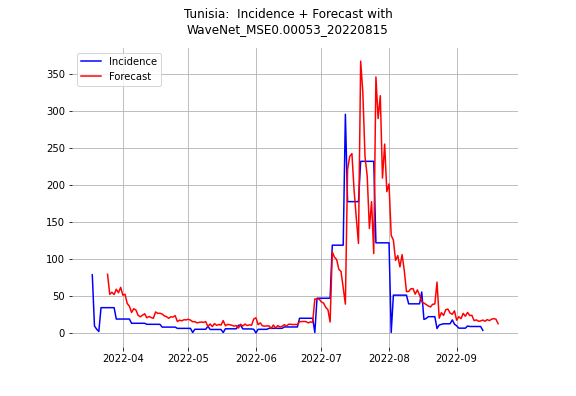 Tunisia:  Incidence + Forecast with
WaveNet_MSE0.00053_20220815
Incidence
Forecast
350
300
250
200
150
100
50
0
2022-04 2022-05 2022-06 2022-07 2022-08 2022-09